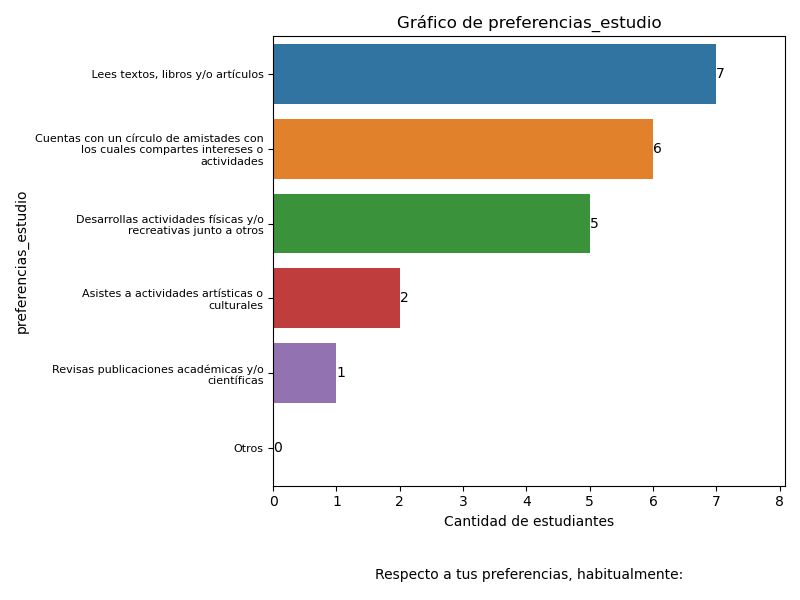 Gráfico de preferencias_estudio
Lees textos, libros y/o artículos
7
Cuentas con un círculo de amistades con
los cuales compartes intereses o
actividades
6
Desarrollas actividades físicas y/o
recreativas junto a otros
5
Asistes a actividades artísticas o
culturales
2
Revisas publicaciones académicas y/o
científicas
1
Otros
0
preferencias_estudio
0 1 2 3 4 5 6 7 8
Cantidad de estudiantes
Respecto a tus preferencias, habitualmente: